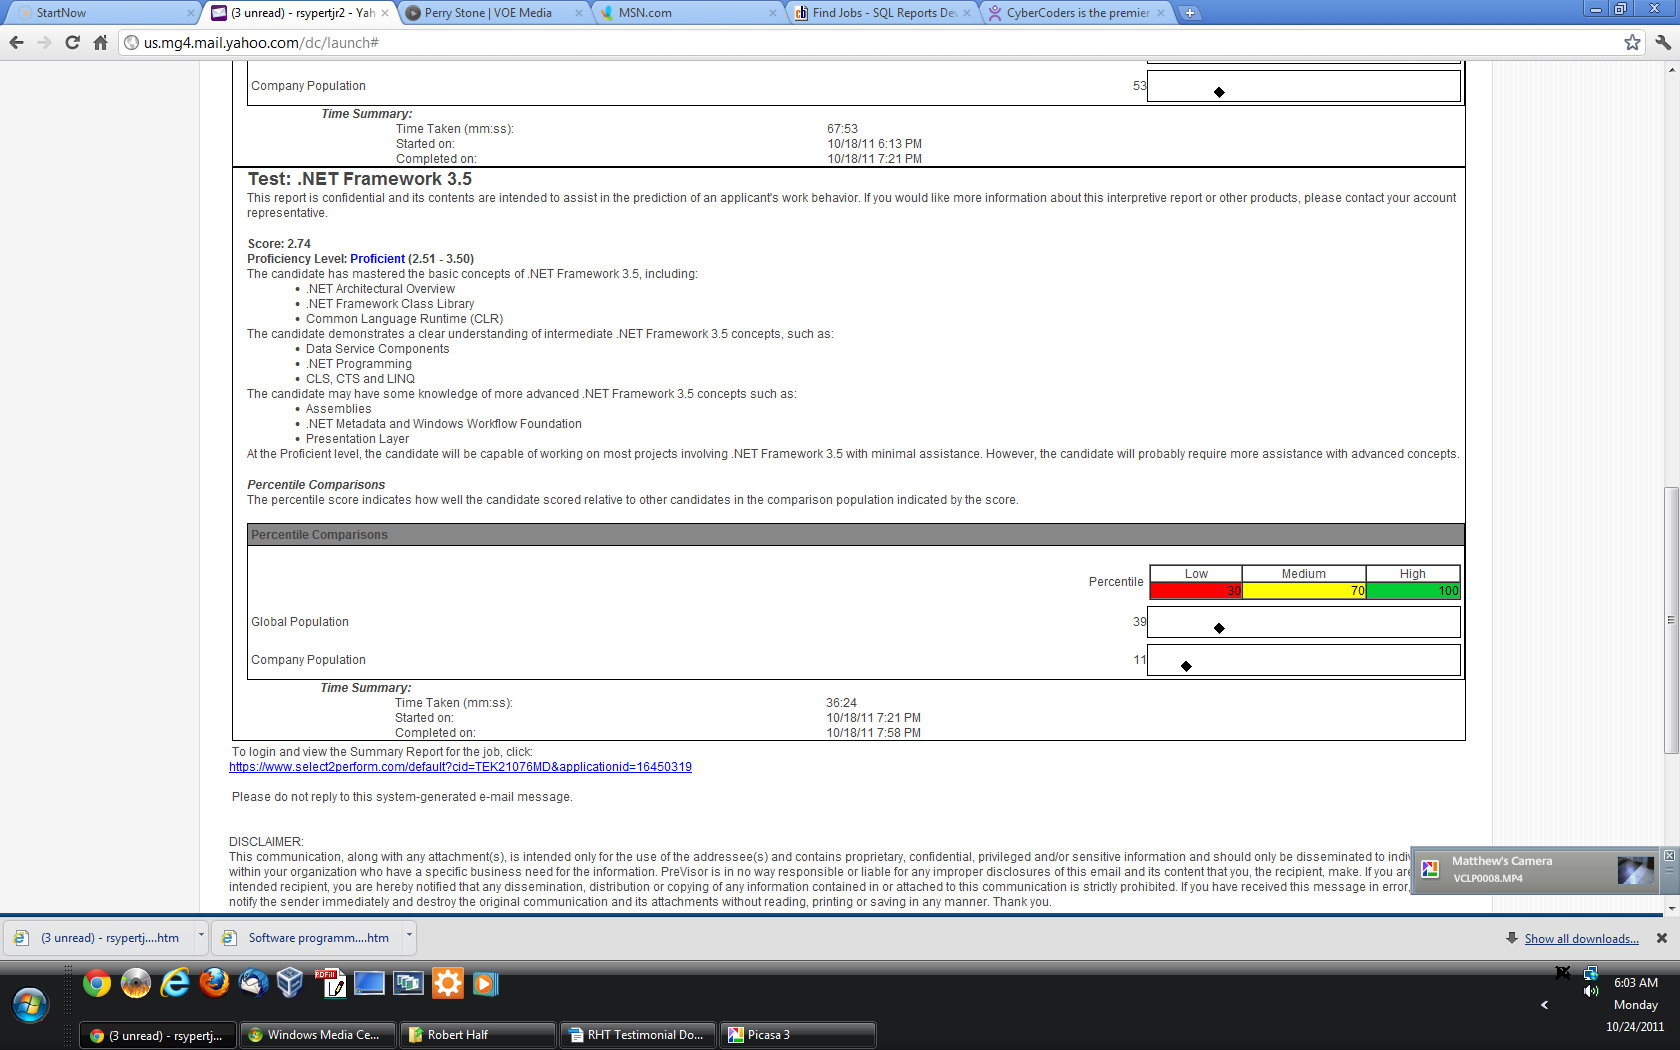 StartNow
(3 unread) - rsypertjr2 - Yah
Perry Stone | VOE Media
MSN.com
Find Jobs - SQL Reports Dev
CyberCoders is the premier
us.mg4.mail.yahoo.com/dc/launch#
Company Population 53
Time Summary:
Time Taken (mm:ss): 67:53
Started on: 10/18/11 6:13 PM
Completed on: 10/18/11 7:21 PM
Test: .NET Framework 3.5
This report is confidential and its contents are intended to assist in the prediction of an applicant's work behavior. If you would like more information about this interpretive report or other products, please contact your account
representative.
Score: 2.74
Proficiency Level: Proficient (2.51 - 3.50)
The candidate has mastered the basic concepts of .NET Framework 3.5, including:
• .NET Architectural Overview
• .NET Framework Class Library
• Common Language Runtime (CLR)
The candidate demonstrates a clear understanding of intermediate .NET Framework 3.5 concepts, such as:
• Data Service Components
• .NET Programming
• CLS, CTS and LINQ
The candidate may have some knowledge of more advanced .NET Framework 3.5 concepts such as:
• Assemblies
• .NET Metadata and Windows Workflow Foundation
• Presentation Layer
At the Proficient level, the candidate will be capable of working on most projects involving .NET Framework 3.5 with minimal assistance. However, the candidate will probably require more assistance with advanced concepts.
Percentile Comparisons
The percentile score indicates how well the candidate scored relative to other candidates in the comparison population indicated by the score.
Percentile Comparisons
Percentile Low Medium High
30 70 100
Global Population 39
Company Population 11
Time Summary:
Time Taken (mm:ss): 36:24
Started on: 10/18/11 7:21 PM
Completed on: 10/18/11 7:58 PM
To login and view the Summary Report for the job, click:
https://www.select2perform.com/default?cid=TEK21076MD&applicationid=16450319
Please do not reply to this system-generated e-mail message.
DISCLAIMER:
This communication, along with any attachment(s), is intended only for the use of the addressee(s) and contains proprietary, confidential, privileged and/or sensitive information and should only be disseminated to indiv
within your organization who have a specific business need for the information. PreVisor is in no way responsible or liable for any improper disclosures of this email and its content that you, the recipient, make. If you are
intended recipient, you are hereby notified that any dissemination, distribution or copying of any information contained in or attached to this communication is strictly prohibited. If you have received this message in error,
notify the sender immediately and destroy the original communication and its attachments without reading, printing or saving in any manner. Thank you.
Matthew's Camera
VCLP0008.MP4
(3 unread) - rsypertj....htm
Software programm....htm
Show all downloads...
PDFill
6:03 AM
Monday
10/24/2011
(3 unread) - rsypertj...
Windows Media Ce...
Robert Half
RHT Testimonial Do...
Picasa 3